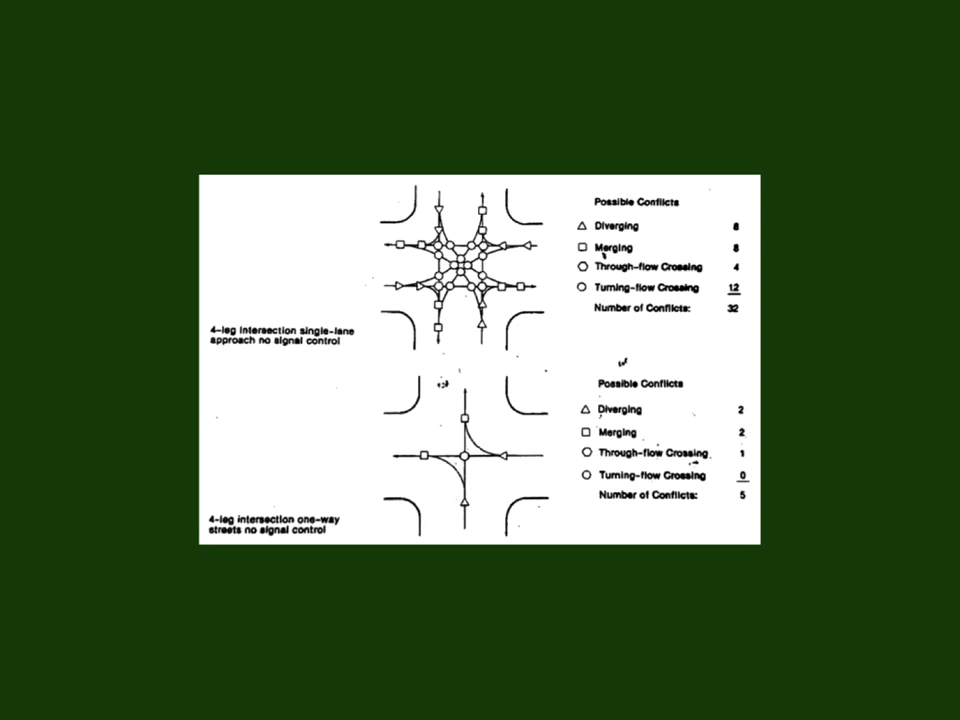 Possible Conflicts
Diverging 8
Merging 8
Through-flow Crossing 4
Turning-flow Crossing 12
Number of Conflicts: 32
4-leg intersection single-lane
approach no signal control
Possible Conflicts
Diverging 2
Merging 2
Through-flow Crossing 1
Turning-flow Crossing 0
Number of Conflicts: 5
4-leg intersection one-way
streets no signal control